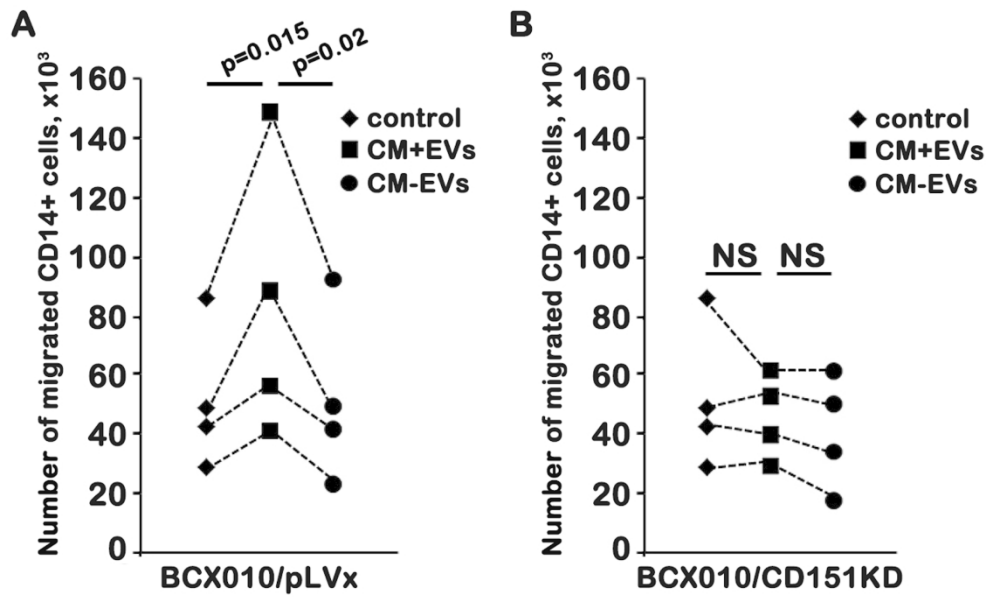 A
Number of migrated CD14+ cells, x10³
160
140
120
100
80
60
40
20
0
p=0.015
p=0.02
control
CM+EVs
CM-EVs
BCX010/pLVx
B
Number of migrated CD14+ cells, x10³
160
140
120
100
80
60
40
20
0
NS NS
control
CM+EVs
CM-EVs
BCX010/CD151KD